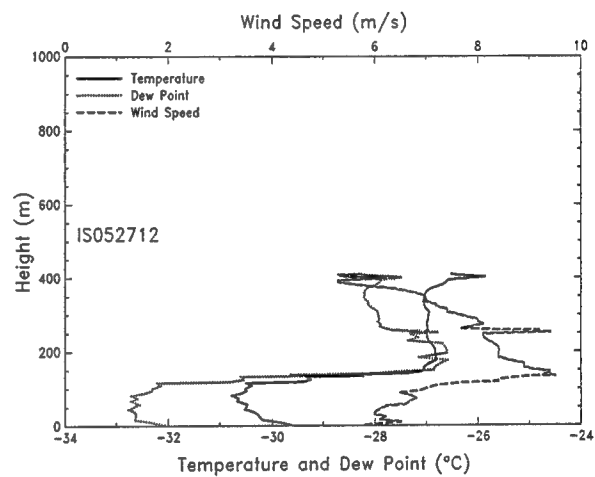 Wind Speed (m/s)
0 2 4 6 8 10
1000
Temperature
Dew Point
Wind Speed
800
600
IS052712
400
200
0
Height (m)
-34 -32 -30 -28 -26 -24
Temperature and Dew Point (ºC)